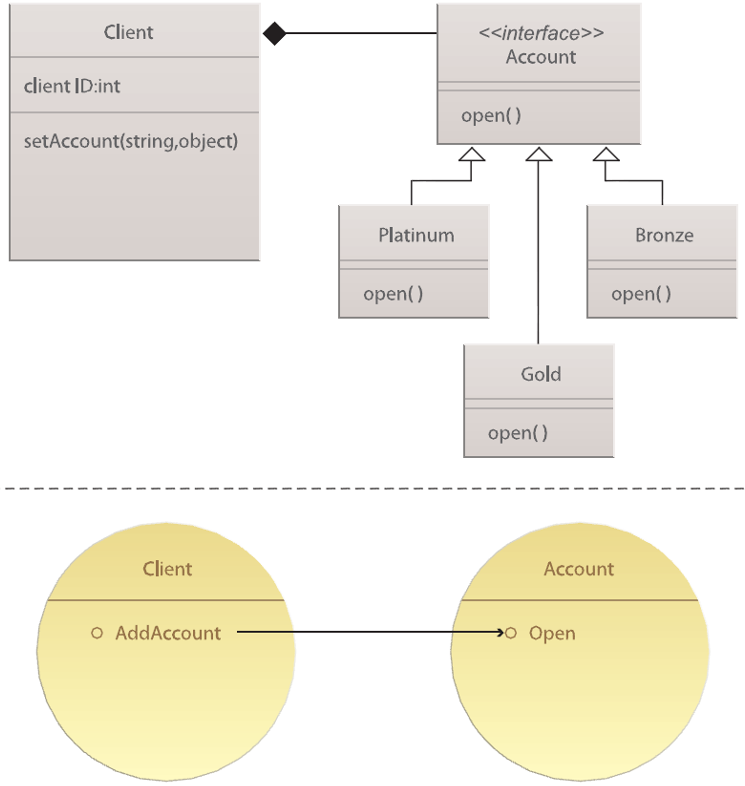 Client
client ID:int
setAccount(string,object)
<<interface>>
Account
open( )
Platinum
open( )
Bronze
open( )
Gold
open( )
Client
AddAccount
Account
Open